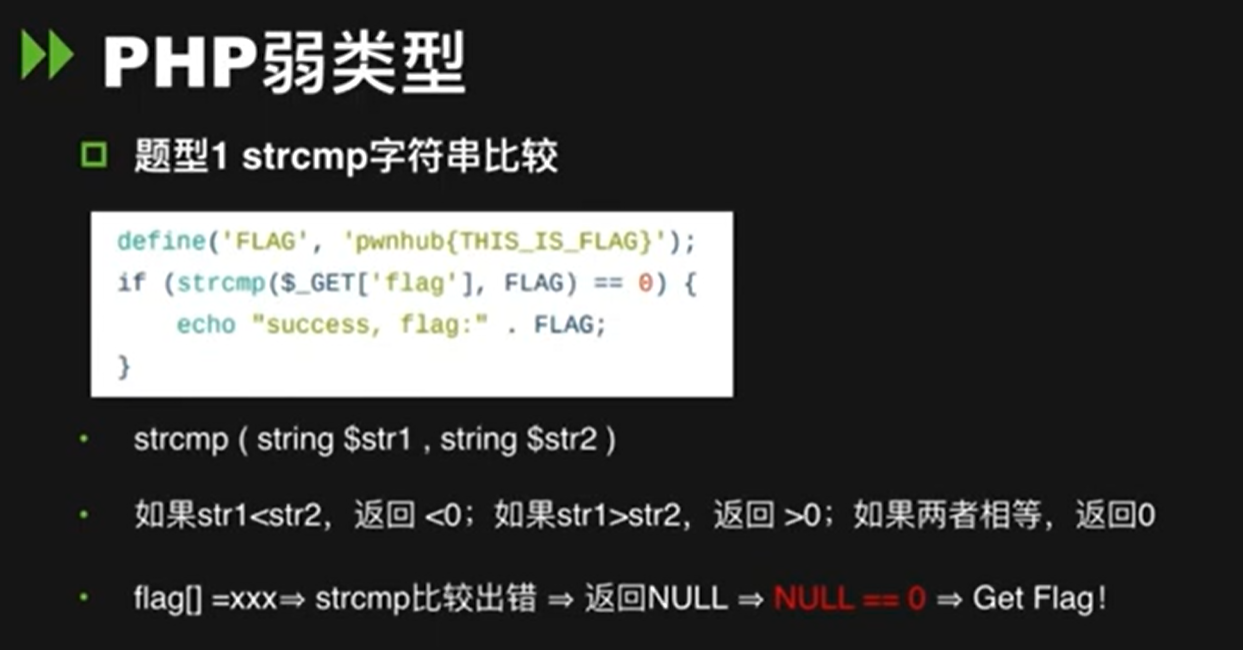 PHP弱类型
题型1 strcmp字符串比较
define('FLAG', 'pwnhub{THIS_IS_FLAG}');
if (strcmp($_GET['flag'], FLAG) == 0) {
    echo "success, flag:" . FLAG;
}
strcmp ( string $str1 , string $str2 )
如果str1<str2，返回 <0；如果str1>str2，返回 >0；如果两者相等，返回0
flag[] =xxx⇒ strcmp比较出错 ⇒ 返回NULL ⇒ NULL == 0 ⇒ Get Flag！